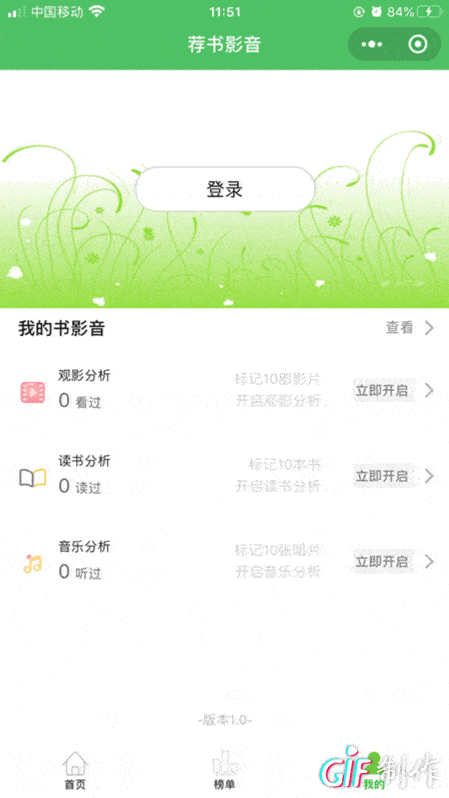 中国移动 11:51 84%
荐书影音
登录
我的书影音 查看
观影分析
0 看过
标记10部影片
开启观影分析
立即开启
读书分析
0 读过
标记10本书
开启读书分析
立即开启
音乐分析
0 听过
标记10张唱片
开启音乐分析
立即开启
-版本1.0-
首页 榜单 我的
GIF制作